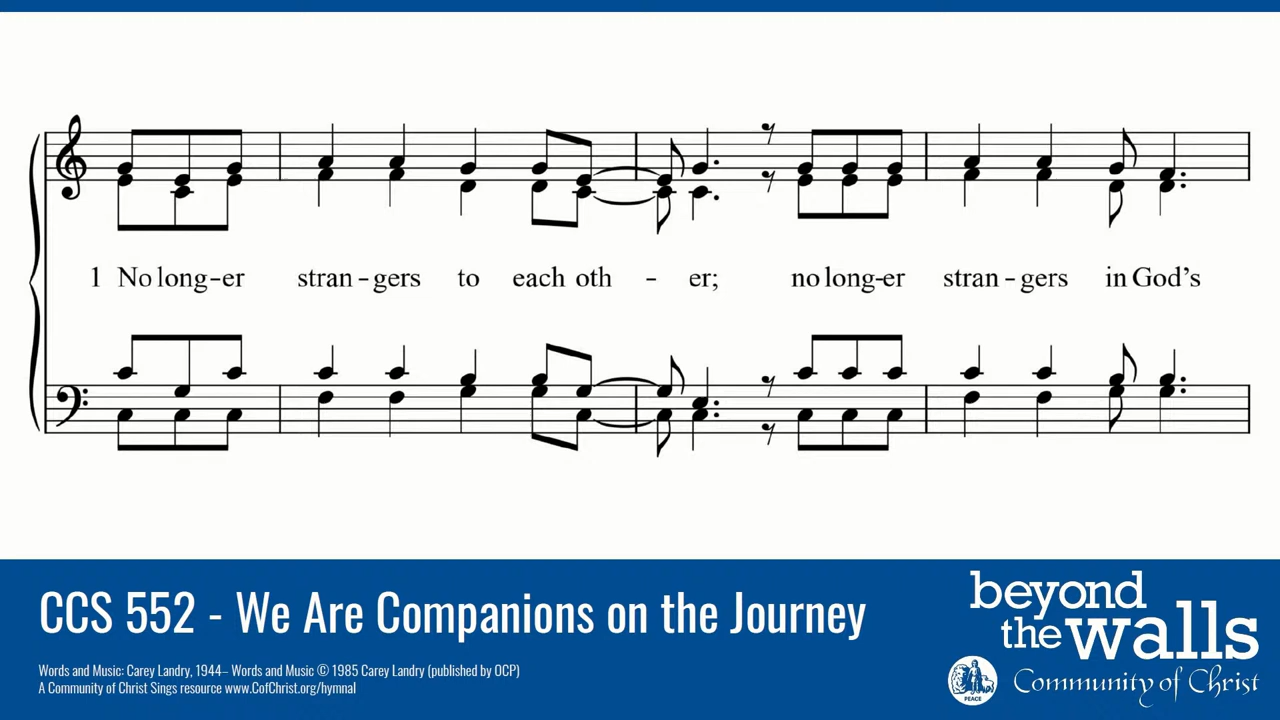 1 No long-er stran-gers to each oth - er; no long-er stran-gers in God's
CCS 552 - We Are Companions on the Journey
Words and Music: Carey Landry, 1944– Words and Music © 1985 Carey Landry (published by OCP)
A Community of Christ Sings resource www.CofChrist.org/hymnal
beyond
the walls
PEACE
Community of Christ